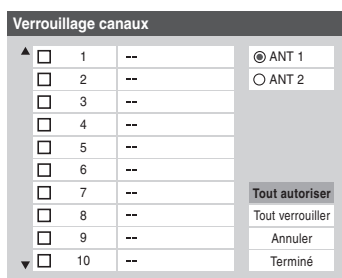 Verrouillage canaux
1 -- ANT 1
2 -- ANT 2
3 --
4 --
5 --
6 --
7 -- Tout autoriser
8 -- Tout verrouiller
9 -- Annuler
10 -- Terminé